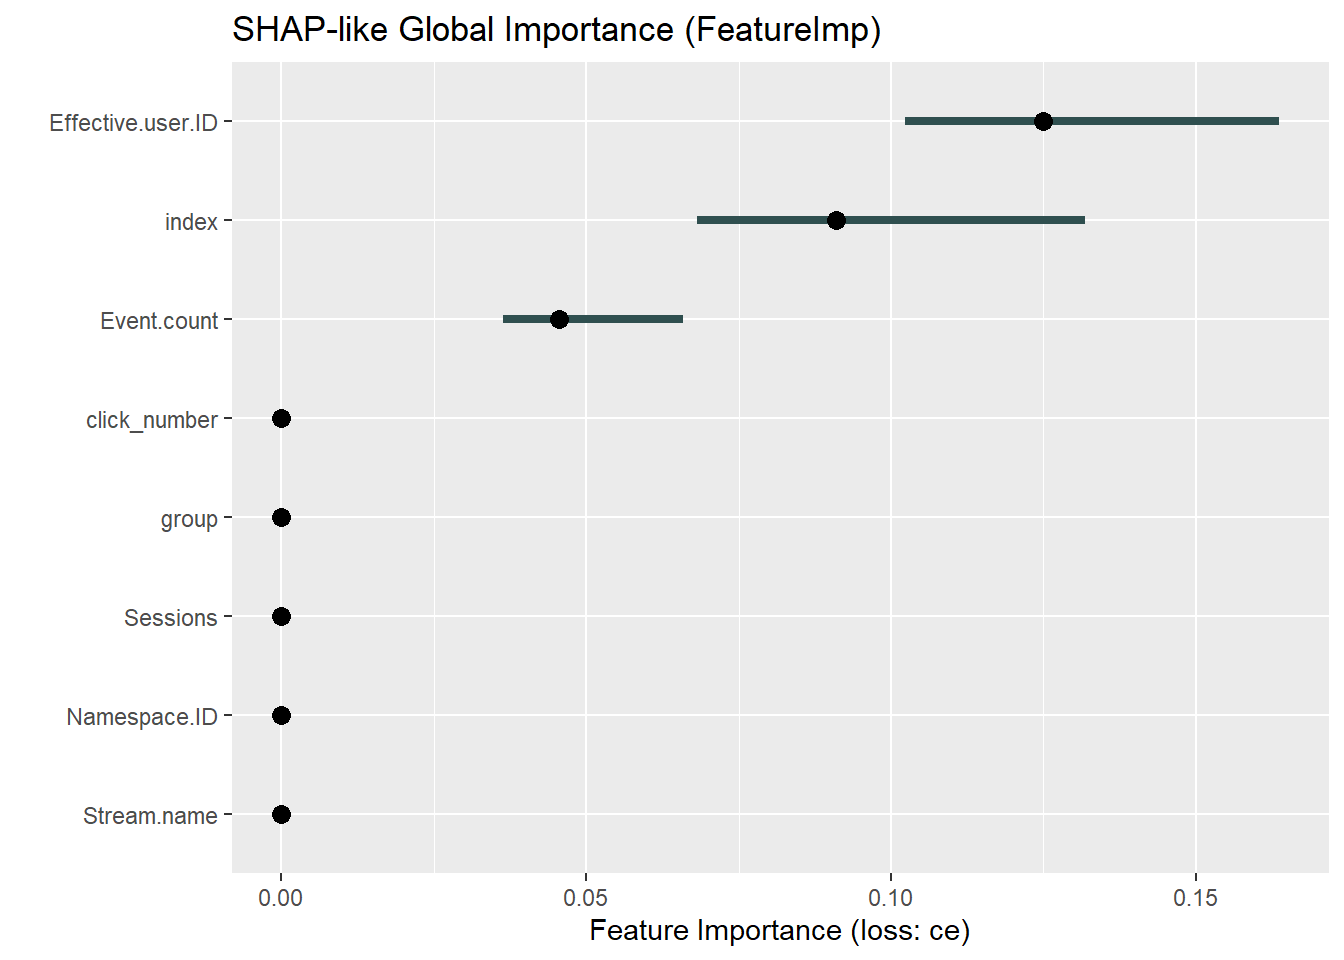 SHAP-like Global Importance (FeatureImp)
Effective.user.ID
index
Event.count
click_number
group
Sessions
Namespace.ID
Stream.name
0.00 0.05 0.10 0.15
Feature Importance (loss: ce)